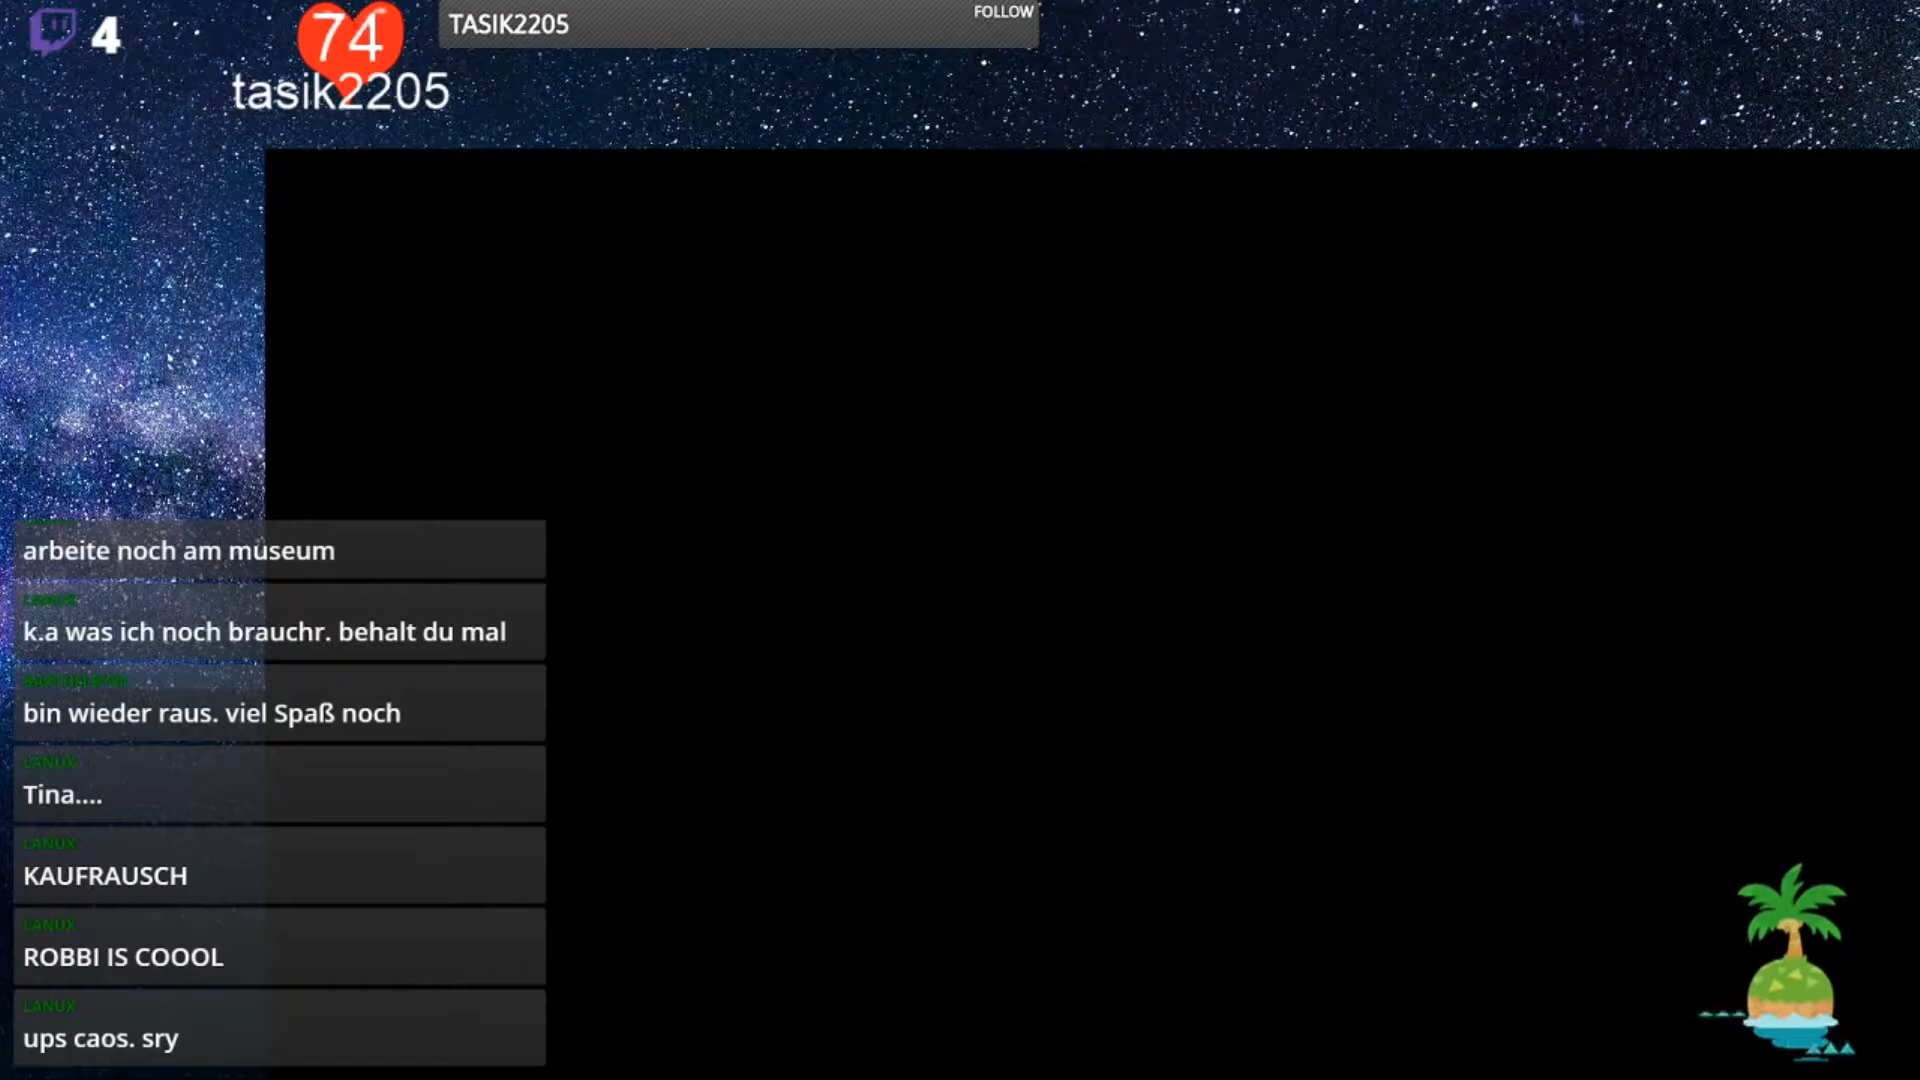 4
74
TASIK2205
FOLLOW
tasik2205
arbeite noch am museum
LANUX
k.a was ich noch brauchr. behalt du mal
bin wieder raus. viel Spaß noch
LANUX
Tina....
LANUX
KAUFRAUSCH
LANUX
ROBBI IS COOOL
LANUX
ups caos. sry